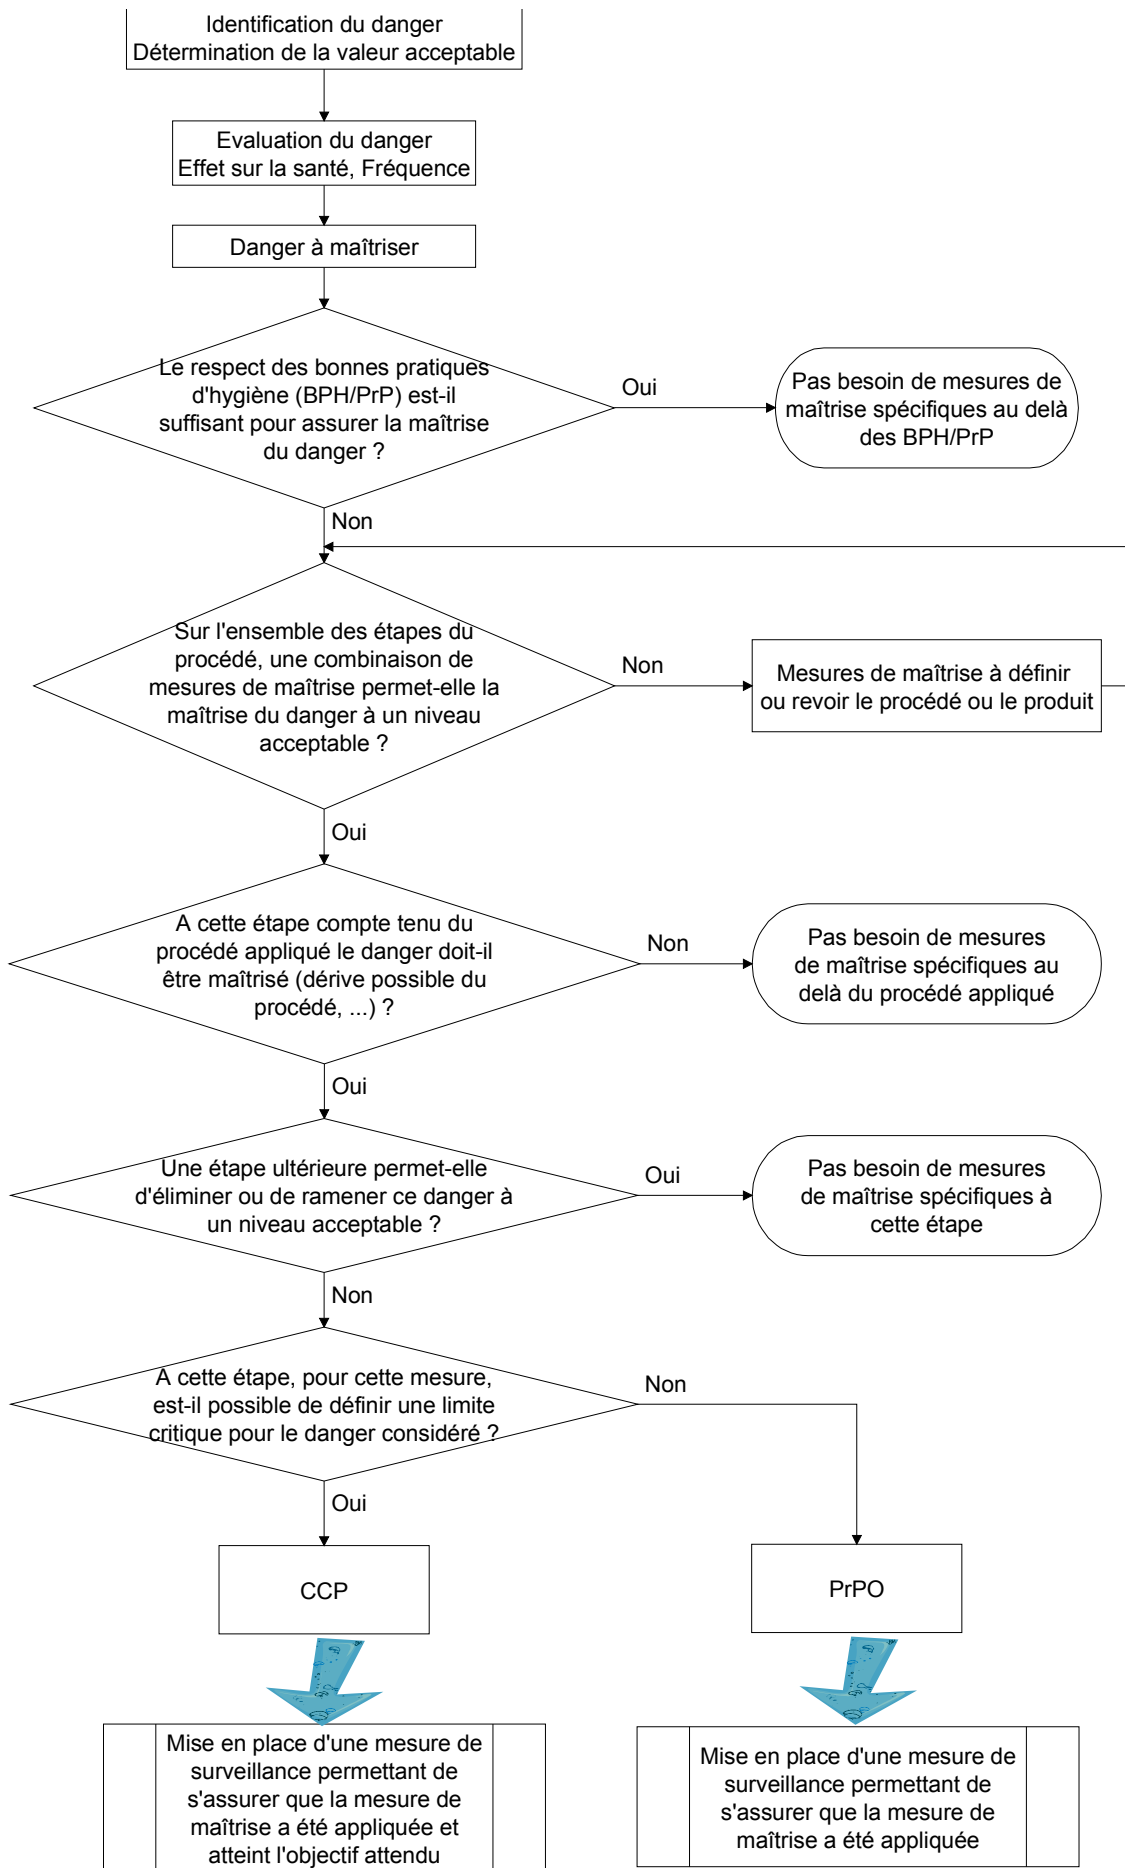 Identification du danger
Détermination de la valeur acceptable
Evaluation du danger
Effet sur la santé, Fréquence
Danger à maîtriser
Le respect des bonnes pratiques
d'hygiène (BPH/PrP) est-il
suffisant pour assurer la maîtrise
du danger ?
Oui
Pas besoin de mesures de
maîtrise spécifiques au delà
des BPH/PrP
Non
Sur l'ensemble des étapes du
procédé, une combinaison de
mesures de maîtrise permet-elle la
maîtrise du danger à un niveau
acceptable ?
Non
Mesures de maîtrise à définir
ou revoir le procédé ou le produit
Oui
A cette étape compte tenu du
procédé appliqué le danger doit-il
être maîtrisé (dérive possible du
procédé, ...) ?
Non
Pas besoin de mesures
de maîtrise spécifiques au
delà du procédé appliqué
Oui
Une étape ultérieure permet-elle
d'éliminer ou de ramener ce danger à
un niveau acceptable ?
Oui
Pas besoin de mesures
de maîtrise spécifiques à
cette étape
Non
A cette étape, pour cette mesure,
est-il possible de définir une limite
critique pour le danger considéré ?
Non
Oui
CCP
PrPO
Mise en place d'une mesure de
surveillance permettant de
s'assurer que la mesure de
maîtrise a été appliquée et
atteint l'objectif attendu
Mise en place d'une mesure de
surveillance permettant de
s'assurer que la mesure de
maîtrise a été appliquée